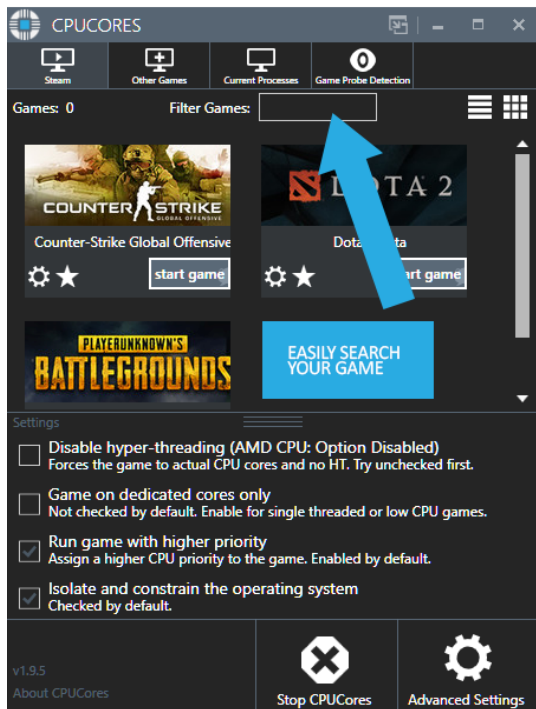 CPUCORES
Steam
Other Games
Current Processes
Game Probe Detection
Games: 0
Filter Games:
COUNTER STRIKE
GLOBAL OFFENSIVE
DOTA 2
Counter-Strike Global Offensive
Dota
start game
start game
PLAYERUNKNOWN'S
BATTLEGROUNDS
EASILY SEARCH
YOUR GAME
Settings
Disable hyper-threading (AMD CPU: Option Disabled)
Forces the game to actual CPU cores and no HT. Try unchecked first.
Game on dedicated cores only
Not checked by default. Enable for single threaded or low CPU games.
Run game with higher priority
Assign a higher CPU priority to the game. Enabled by default.
Isolate and constrain the operating system
Checked by default.
v1.9.5
About CPUCores
Stop CPUCores
Advanced Settings